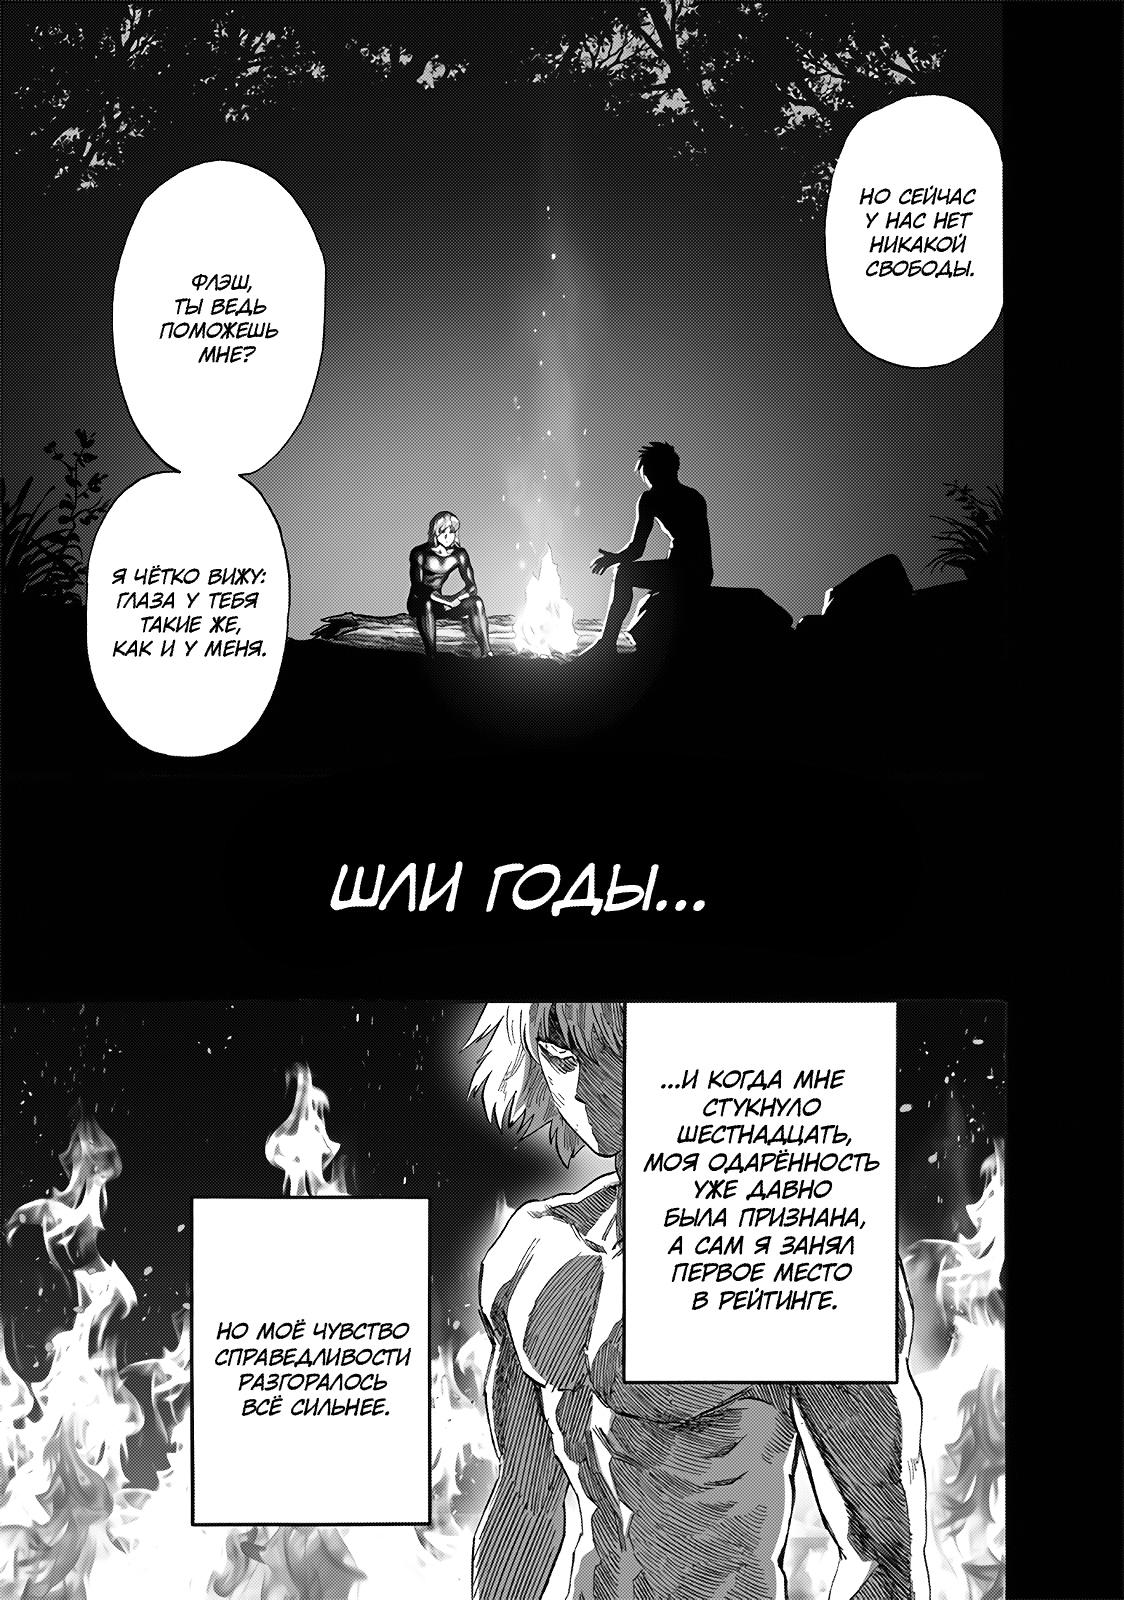 НО СЕЙЧАС
У НАС НЕТ
НИКАКОЙ
СВОБОДЫ.
ФЛЭШ,
ТЫ ВЕДЬ
ПОМОЖЕШЬ
МНЕ?
Я ЧЁТКО ВИЖУ:
ГЛАЗА У ТЕБЯ
ТАКИЕ ЖЕ,
КАК И У МЕНЯ.
ШЛИ ГОДЫ...
...И КОГДА МНЕ
СТУКНУЛО
ШЕСТНАДЦАТЬ,
МОЯ ОДАРЁННОСТЬ
УЖЕ ДАВНО
БЫЛА ПРИЗНАНА,
А САМ Я ЗАНЯЛ
ПЕРВОЕ МЕСТО
В РЕЙТИНГЕ.
НО МОЁ ЧУВСТВО
СПРАВЕДЛИВОСТИ
РАЗГОРАЛОСЬ
ВСЁ СИЛЬНЕЕ.